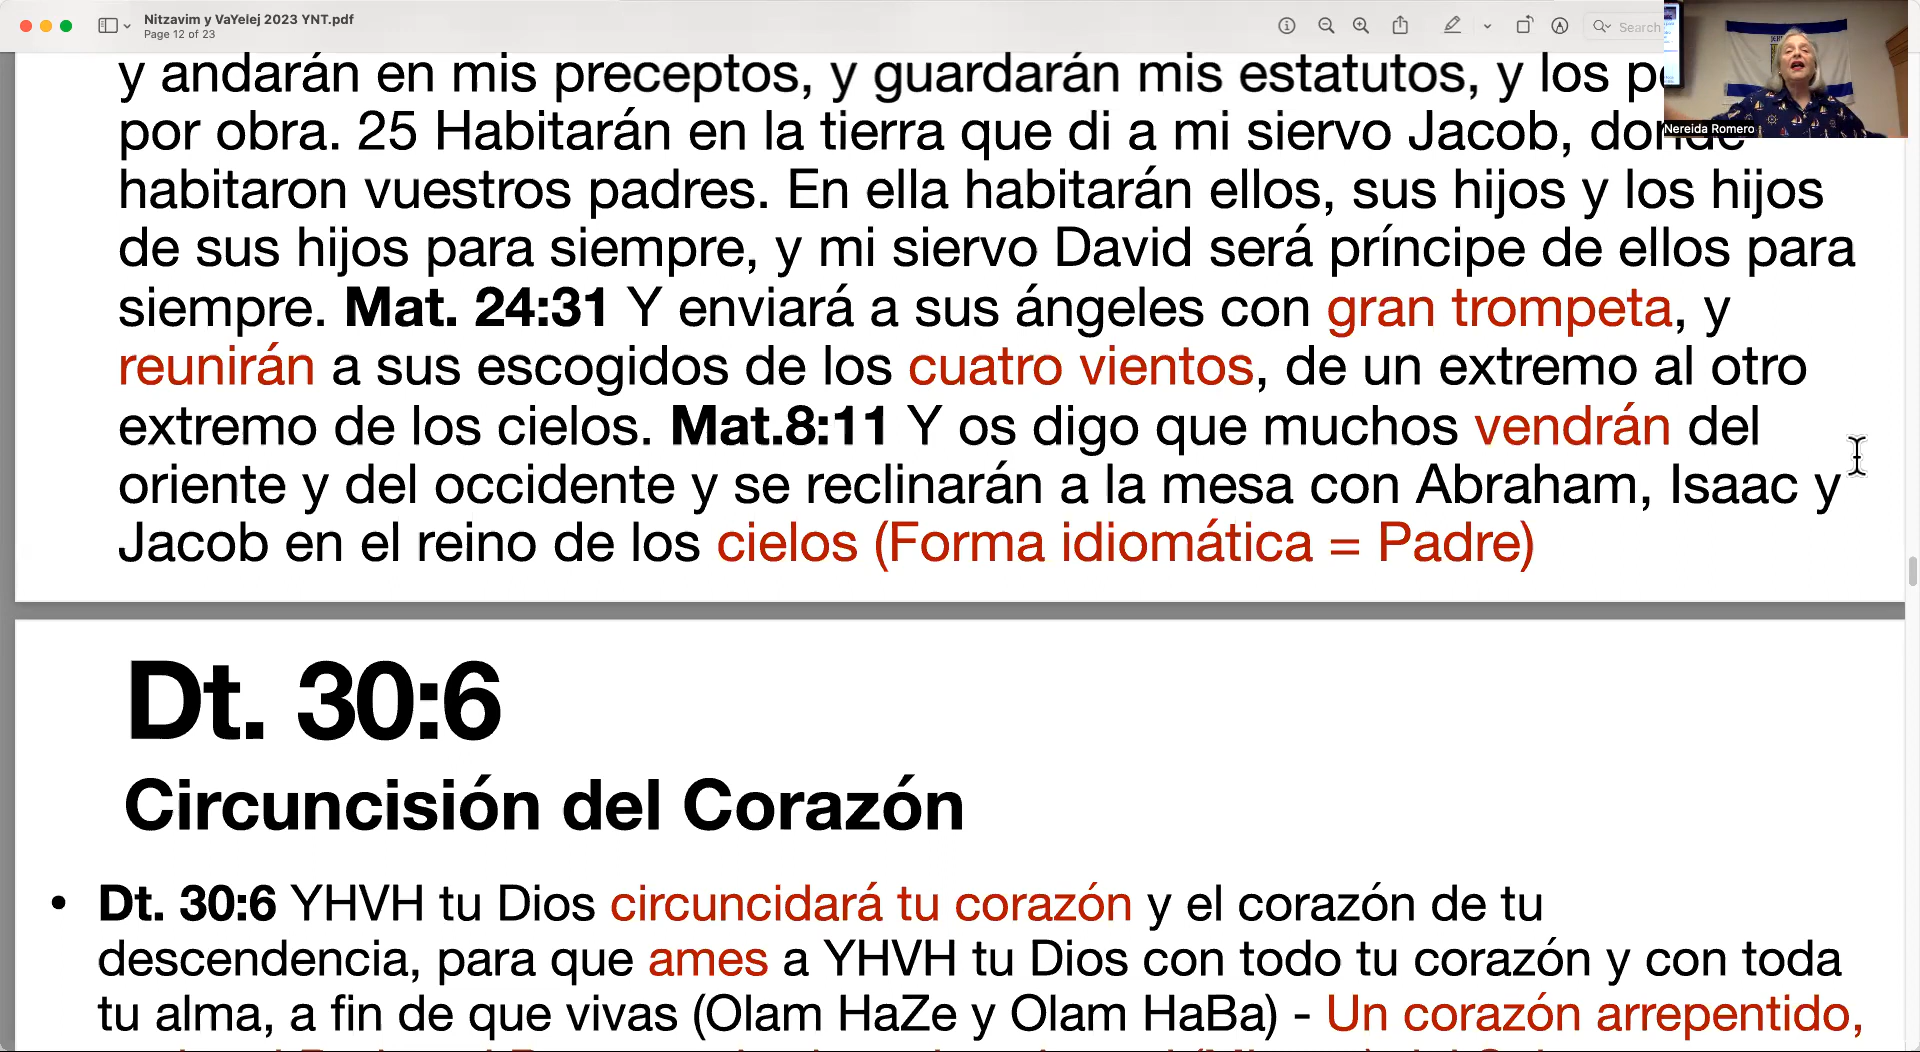 Nitzavim y VaYelej 2023 YNT.pdf
Page 12 of 23
Search
Nereida Romero
y andarán en mis preceptos, y guardarán mis estatutos, y los
por obra. 25 Habitarán en la tierra que di a mi siervo Jacob, donde
habitaron vuestros padres. En ella habitarán ellos, sus hijos y los hijos
de sus hijos para siempre, y mi siervo David será príncipe de ellos para
siempre. Mat. 24:31 Y enviará a sus ángeles con gran trompeta, y
reunirán a sus escogidos de los cuatro vientos, de un extremo al otro
extremo de los cielos. Mat.8:11 Y os digo que muchos vendrán del
oriente y del occidente y se reclinarán a la mesa con Abraham, Isaac y
Jacob en el reino de los cielos (Forma idiomática = Padre)
Dt. 30:6
Circuncisión del Corazón
• Dt. 30:6 YHVH tu Dios circuncidará tu corazón y el corazón de tu
descendencia, para que ames a YHVH tu Dios con todo tu corazón y con toda
tu alma, a fin de que vivas (Olam HaZe y Olam HaBa) - Un corazón arrepentido,